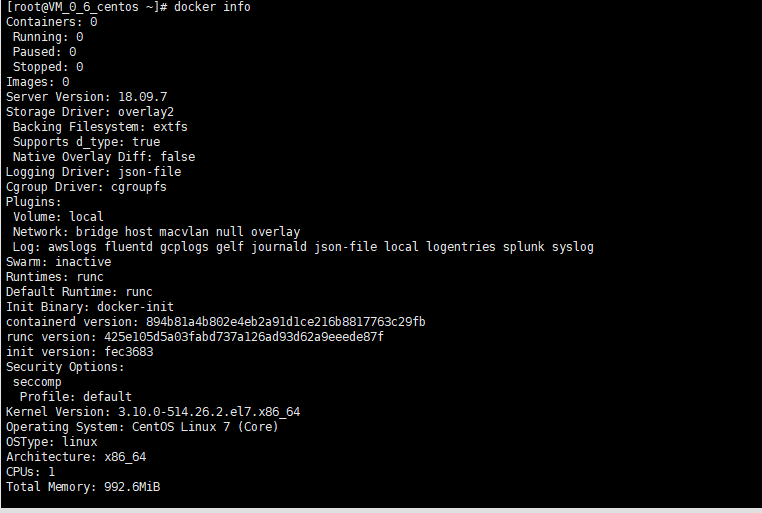 [root@VM_0_6_centos ~]# docker info
Containers: 0
 Running: 0
 Paused: 0
 Stopped: 0
Images: 0
Server Version: 18.09.7
Storage Driver: overlay2
 Backing Filesystem: extfs
 Supports d_type: true
 Native Overlay Diff: false
Logging Driver: json-file
Cgroup Driver: cgroupfs
Plugins:
 Volume: local
 Network: bridge host macvlan null overlay
 Log: awslogs fluentd gcplogs gelf journald json-file local logentries splunk syslog
Swarm: inactive
Runtimes: runc
Default Runtime: runc
Init Binary: docker-init
containerd version: 894b81a4b802e4eb2a91d1ce216b8817763c29fb
runc version: 425e105d5a03fabd737a126ad93d62a9eeede87f
init version: fec3683
Security Options:
 seccomp
  Profile: default
Kernel Version: 3.10.0-514.26.2.el7.x86_64
Operating System: CentOS Linux 7 (Core)
OSType: linux
Architecture: x86_64
CPUs: 1
Total Memory: 992.6MiB